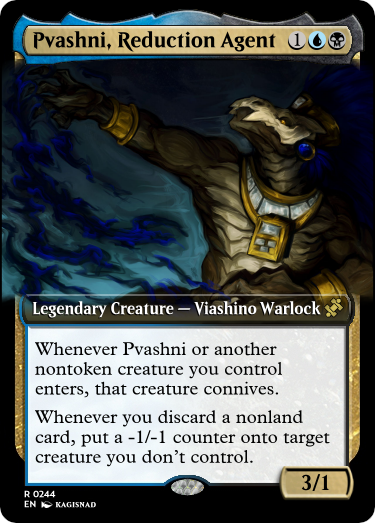 Pvashni, Reduction Agent 1
Legendary Creature — Viashino Warlock
Whenever Pvashni or another
nontoken creature you control
enters, that creature connives.
Whenever you discard a nonland
card, put a -1/-1 counter onto target
creature you don't control.
3/1
R 0244
EN KAGISNAD